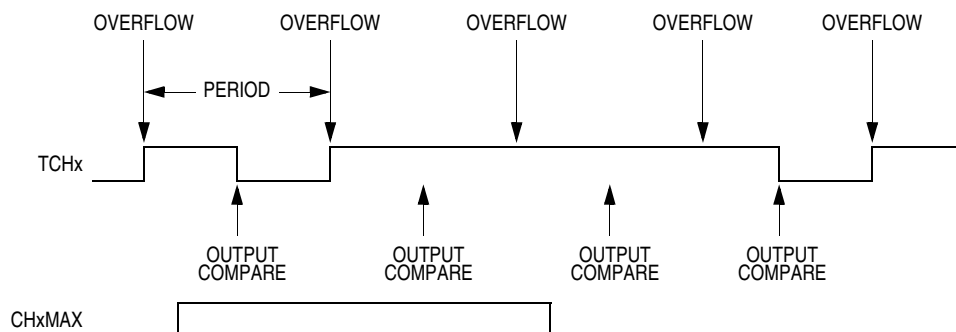 OVERFLOW OVERFLOW OVERFLOW OVERFLOW OVERFLOW
PERIOD
TCHx
OUTPUT OUTPUT OUTPUT OUTPUT
COMPARE COMPARE COMPARE COMPARE
CHxMAX